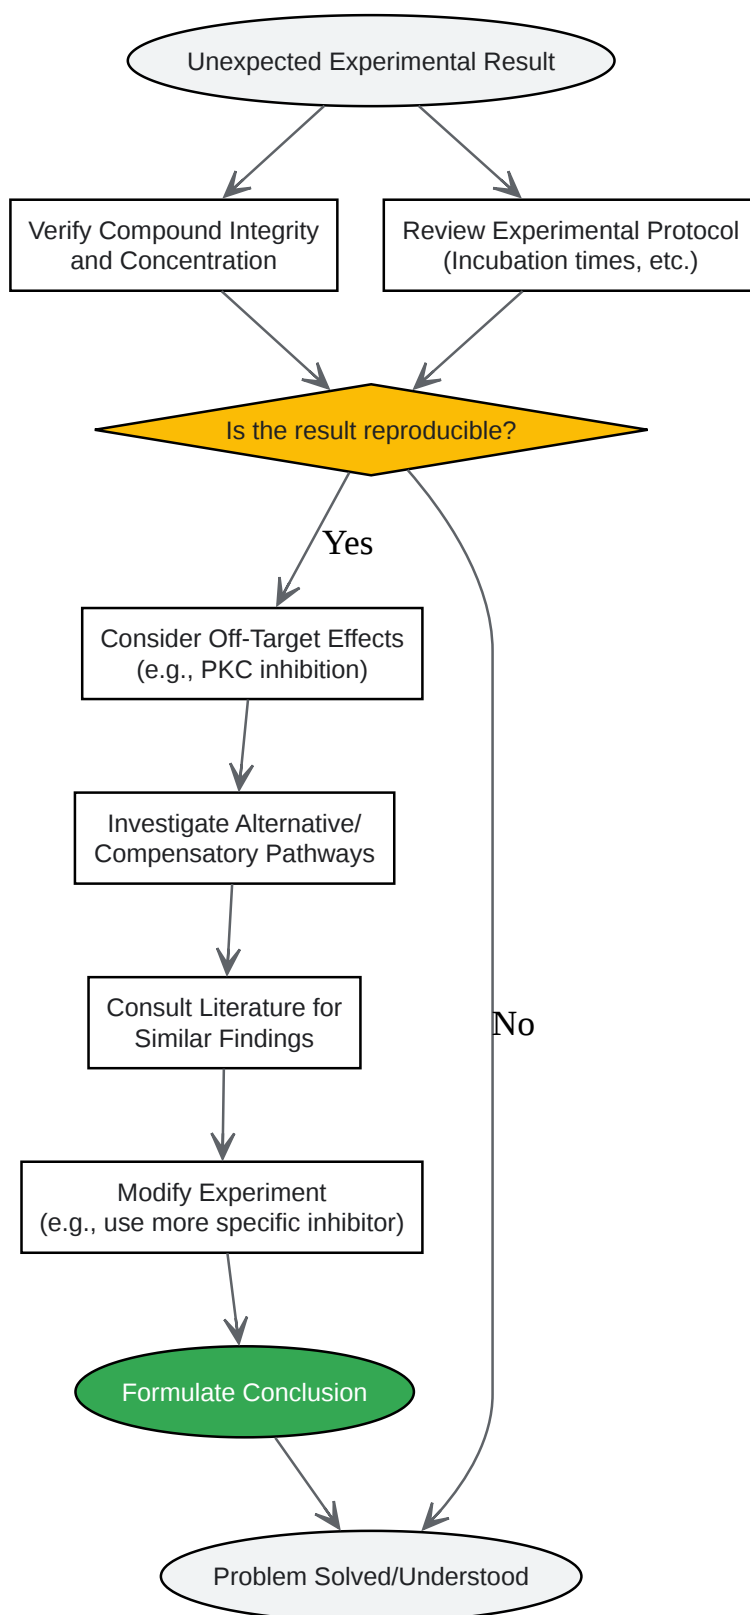 Unexpected Experimental Result
Verify Compound Integrity
and Concentration
Review Experimental Protocol
(Incubation times, etc.)
Is the result reproducible?
Yes
Consider Off-Target Effects
(e.g., PKC inhibition)
Investigate Alternative/
Compensatory Pathways
Consult Literature for
Similar Findings
No
Modify Experiment
(e.g., use more specific inhibitor)
Formulate Conclusion
Problem Solved/Understood